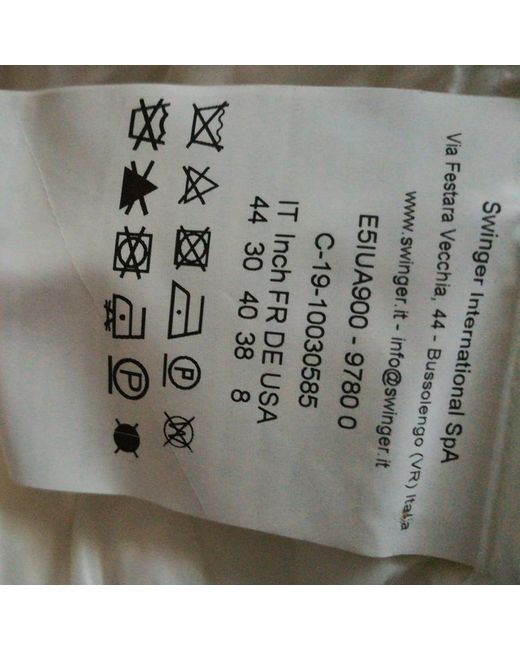 Swinger International SpA
Via Festara Vecchia, 44 - Bussolengo (VR) Italia
www.swinger.it - info@swinger.it
E5IUA900 - 9780 0
C-19-10030585
IT Inch FR DE USA
44 30 40 38 8
P W
P